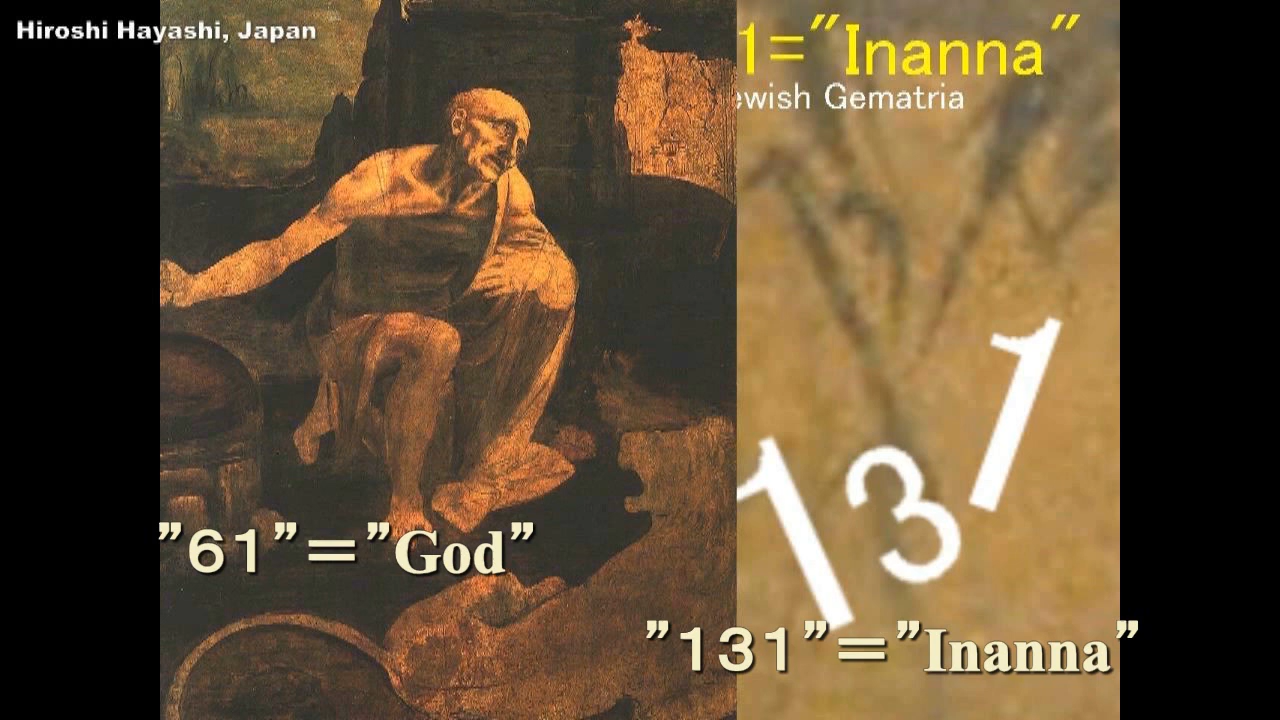 Hiroshi Hayashi, Japan
1="Inanna"
ewish Gematria
131
"61"="God"
"131"="Inanna"